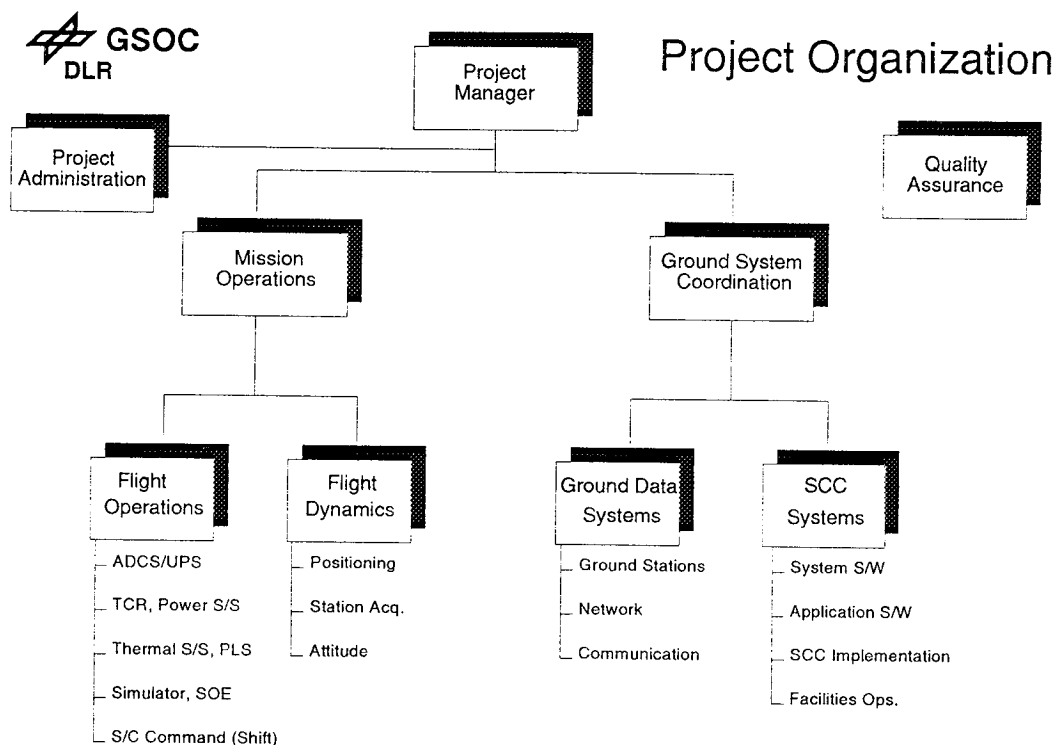 GSOC
DLR
Project Organization
Project
Manager
Project
Administration
Quality
Assurance
Mission
Operations
Ground System
Coordination
Flight
Operations
Flight
Dynamics
Ground Data
Systems
SCC
Systems
ADCS/UPS
TCR, Power S/S
Thermal S/S, PLS
Simulator, SOE
S/C Command (Shift)
Positioning
Station Acq.
Attitude
Ground Stations
Network
Communication
System S/W
Application S/W
SCC Implementation
Facilities Ops.